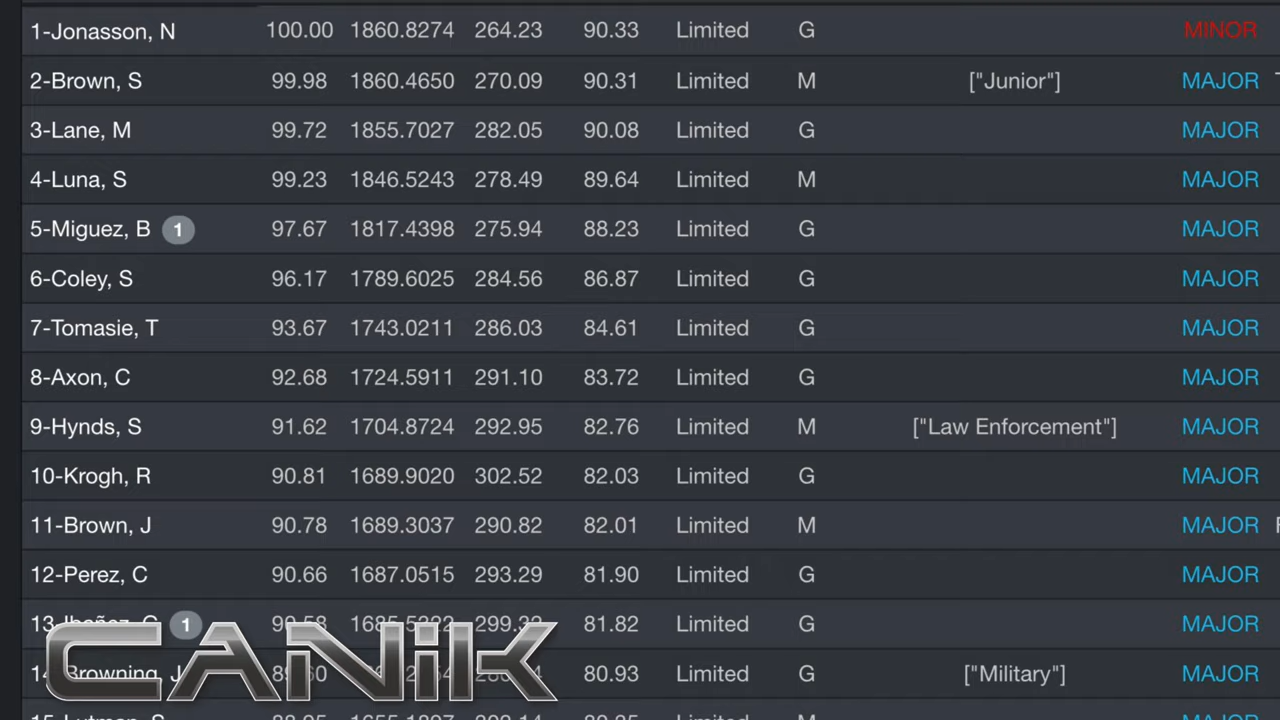 1-Jonasson, N 100.00 1860.8274 264.23 90.33 Limited G MINOR
2-Brown, S 99.98 1860.4650 270.09 90.31 Limited M ["Junior"] MAJOR
3-Lane, M 99.72 1855.7027 282.05 90.08 Limited G MAJOR
4-Luna, S 99.23 1846.5243 278.49 89.64 Limited M MAJOR
5-Miguez, B 1 97.67 1817.4398 275.94 88.23 Limited G MAJOR
6-Coley, S 96.17 1789.6025 284.56 86.87 Limited G MAJOR
7-Tomasie, T 93.67 1743.0211 286.03 84.61 Limited G MAJOR
8-Axon, C 92.68 1724.5911 291.10 83.72 Limited G MAJOR
9-Hynds, S 91.62 1704.8724 292.95 82.76 Limited M ["Law Enforcement"] MAJOR
10-Krogh, R 90.81 1689.9020 302.52 82.03 Limited G MAJOR
11-Brown, J 90.78 1689.3037 290.82 82.01 Limited M MAJOR
12-Perez, C 90.66 1687.0515 293.29 81.90 Limited G MAJOR
1 81.82 Limited G MAJOR
Browning, J 80.93 Limited G ["Military"] MAJOR
CANiK